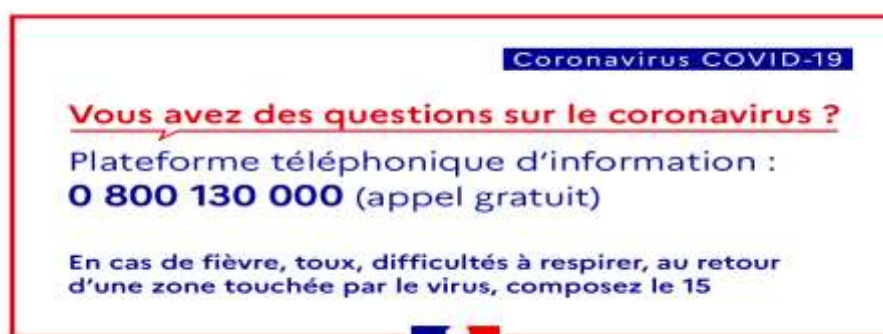 Coronavirus COVID-19
Vous avez des questions sur le coronavirus ?
Plateforme téléphonique d'information :
0 800 130 000 (appel gratuit)
En cas de fièvre, toux, difficultés à respirer, au retour
d'une zone touchée par le virus, composez le 15